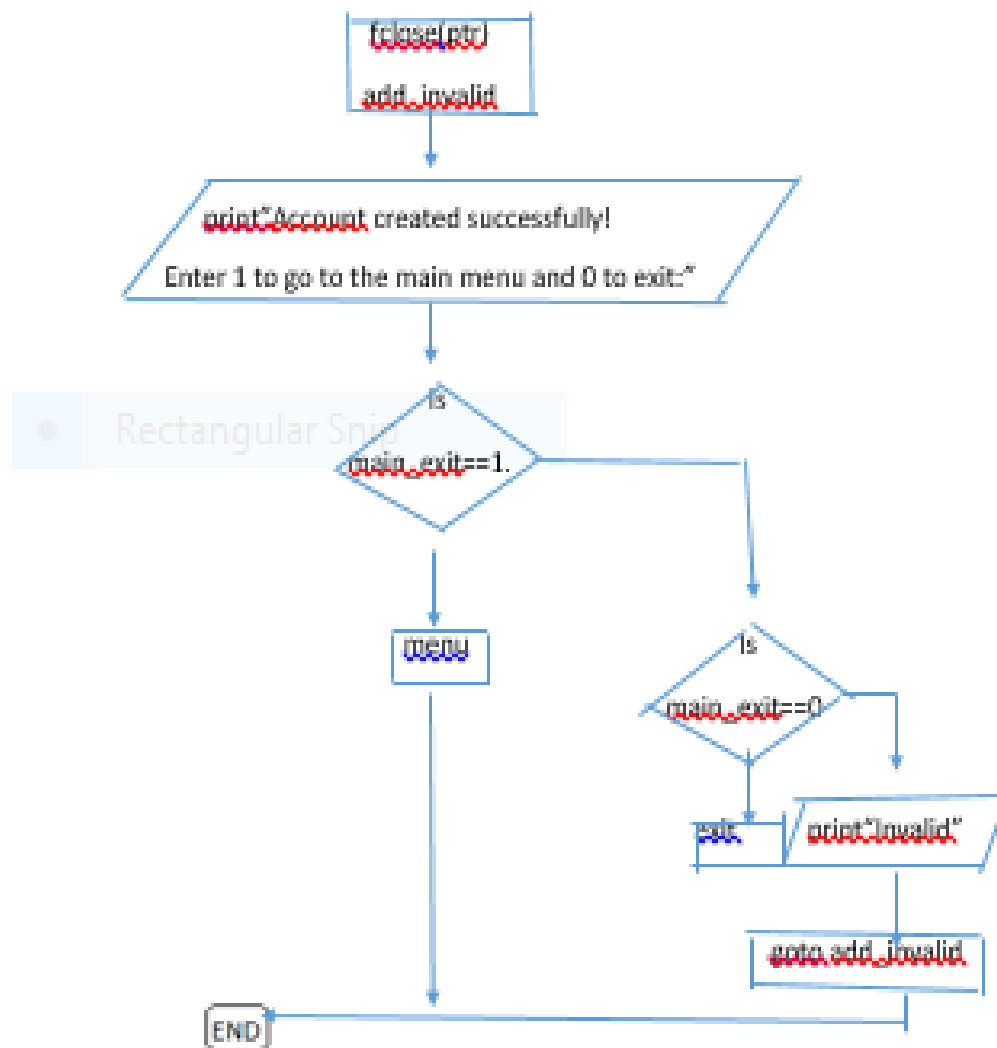 fclose(ptr)
add_invalid
print"Account created successfully!
Enter 1 to go to the main menu and 0 to exit:"
Is
Rectangular Snip
main_exit==1.
menu
Is
main_exit==0
exit
print"Invalid"
goto add_invalid
END